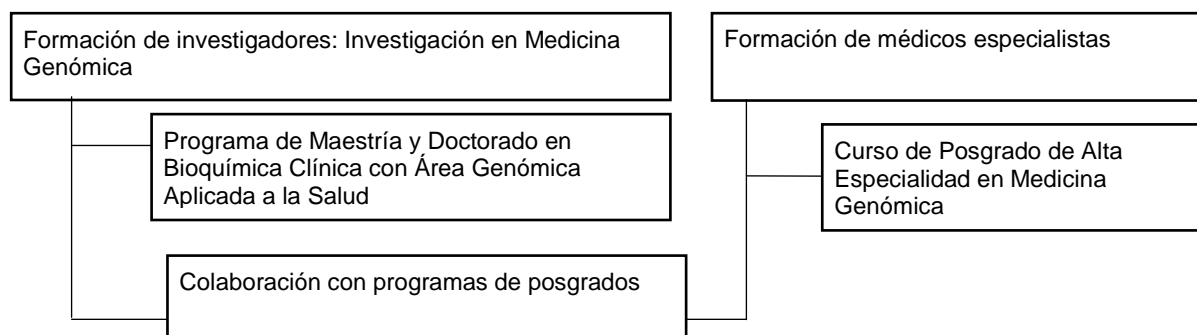 Formación de investigadores: Investigación en Medicina
Genómica
Formación de médicos especialistas
Programa de Maestría y Doctorado en
Bioquímica Clínica con Área Genómica
Aplicada a la Salud
Curso de Posgrado de Alta
Especialidad en Medicina
Genómica
Colaboración con programas de posgrados